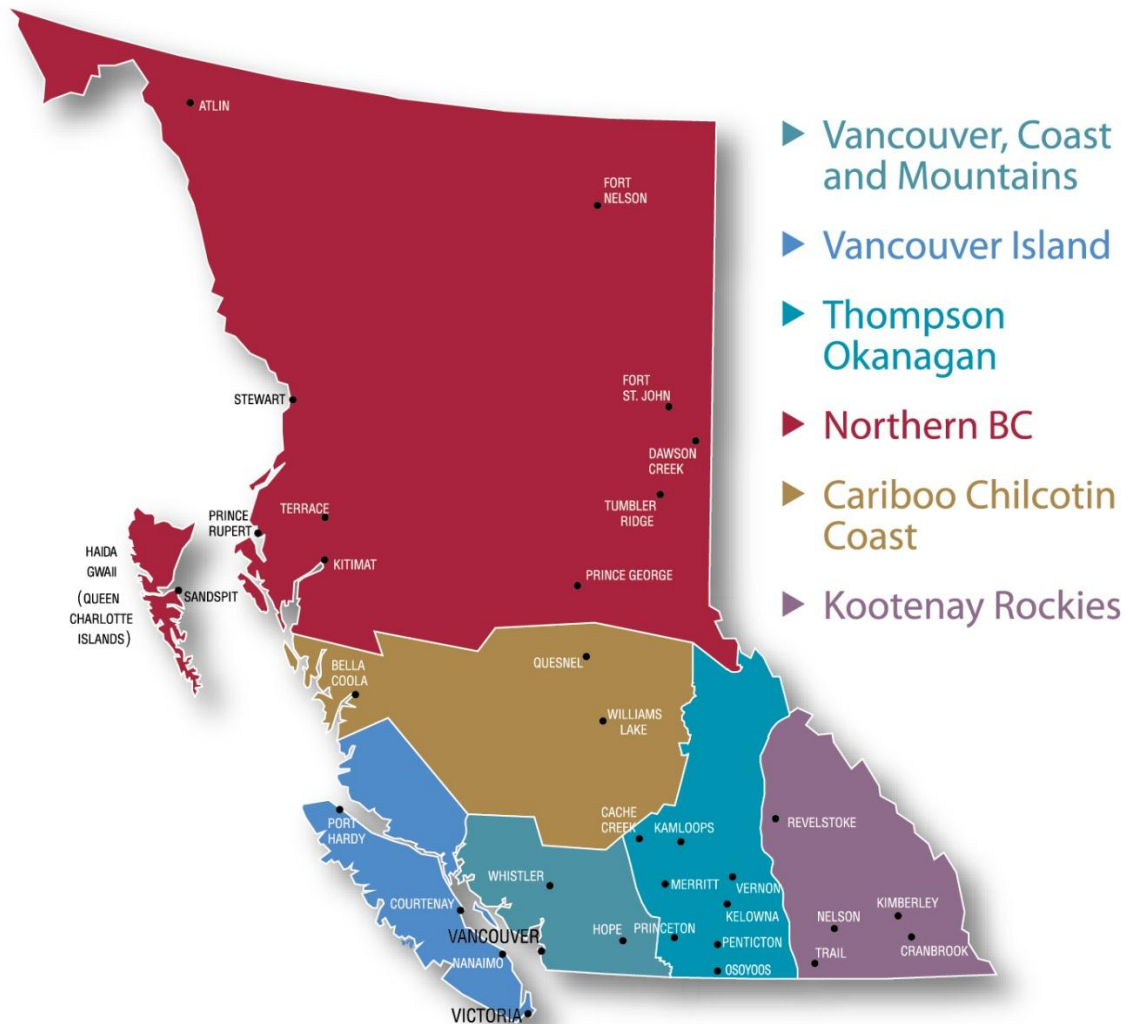 ATLIN
FORT
NELSON
STEWART
FORT
ST. JOHN
DAWSON
CREEK
TUMBLER
RIDGE
PRINCE
RUPERT
TERRACE
KITIMAT
PRINCE GEORGE
HAIDA
GWAII
(QUEEN
CHARLOTTE
ISLANDS)
SANDSPIT
BELLA
COOLA
QUESNEL
WILLIAMS
LAKE
PORT
HARDY
CACHE
CREEK
KAMLOOPS
REVELSTOKE
WHISTLER
MERRITT
VERNON
COURTENAY
KELOWNA
NELSON
KIMBERLEY
VANCOUVER
HOPE
PRINCETON
PENTICTON
CRANBROOK
NANAIMO
OSOYOOS
TRAIL
VICTORIA
Vancouver, Coast
and Mountains
Vancouver Island
Thompson
Okanagan
Northern BC
Cariboo Chilcotin
Coast
Kootenay Rockies